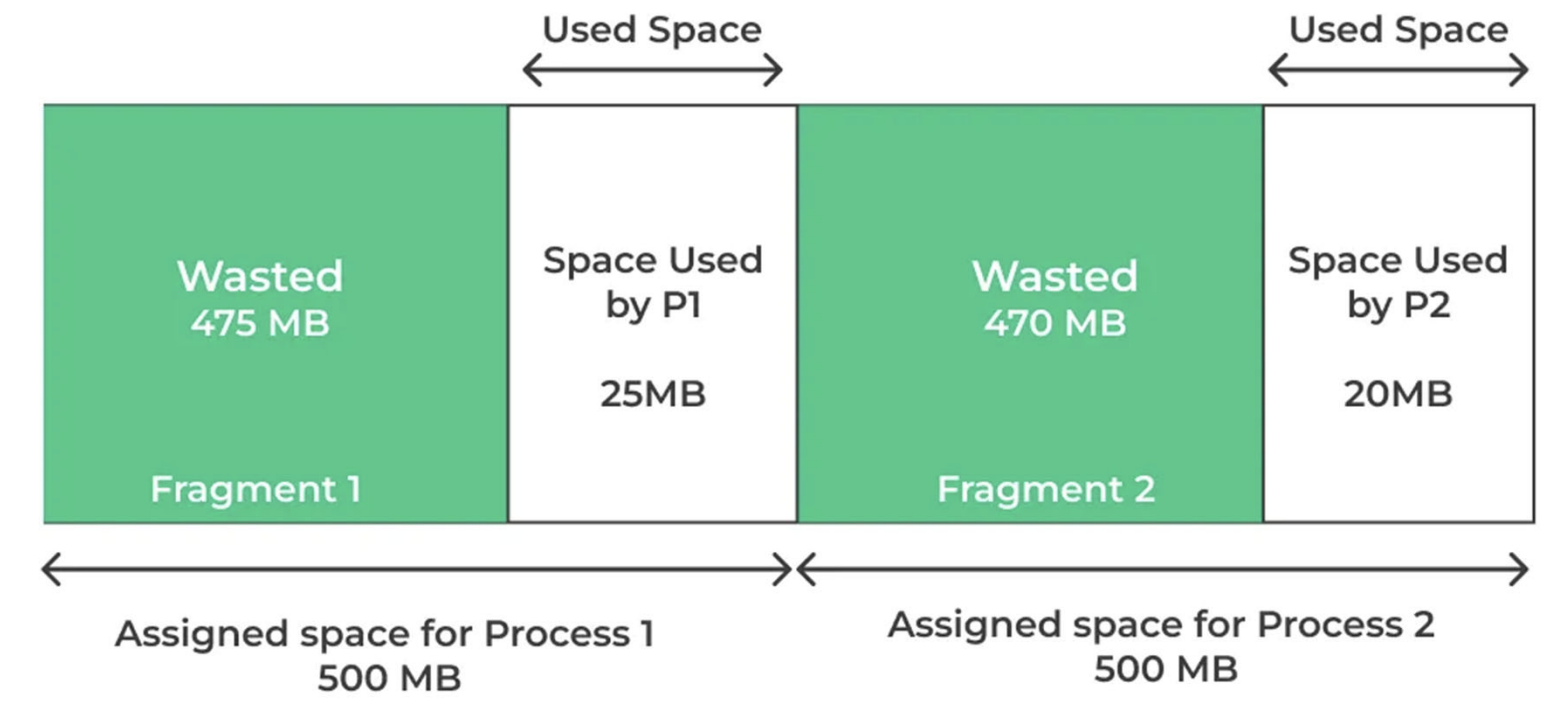 Used Space
Used Space
Wasted
475 MB
Fragment 1
Space Used
by P1
25MB
Wasted
470 MB
Fragment 2
Space Used
by P2
20MB
Assigned space for Process 1
500 MB
Assigned space for Process 2
500 MB